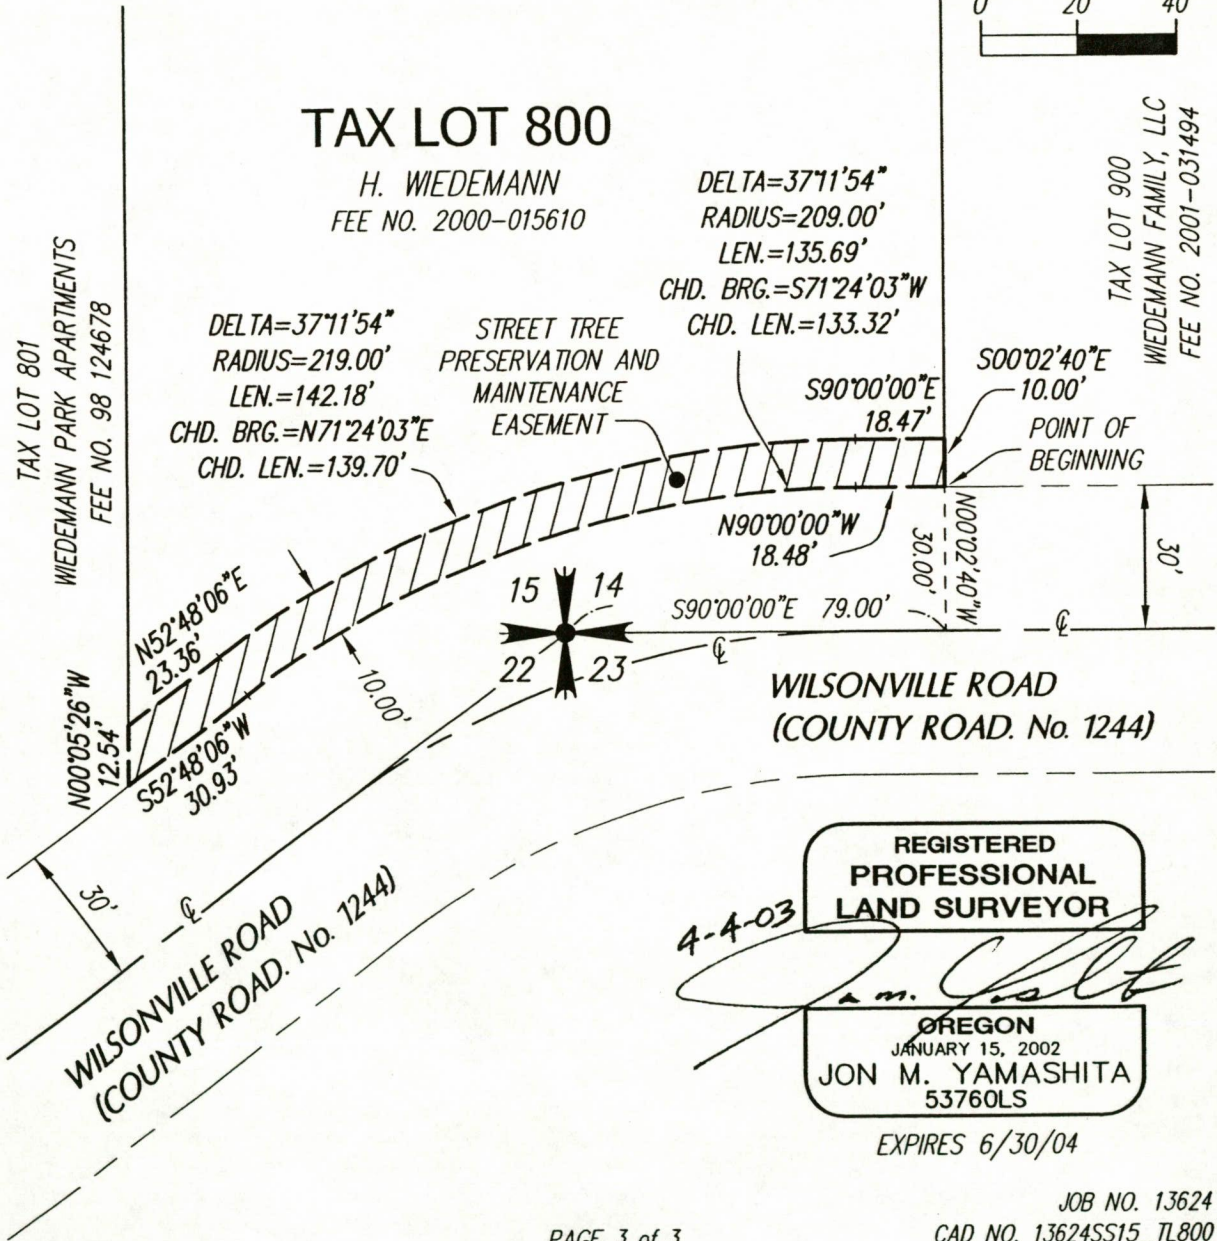 0 20 40
TAX LOT 800
H. WIEDEMANN
FEE NO. 2000-015610
TAX LOT 801
WIEDEMANN PARK APARTMENTS
FEE NO. 98 124678
TAX LOT 900
WIEDEMANN FAMILY, LLC
FEE NO. 2001-031494
DELTA=37°11'54"
RADIUS=209.00'
LEN.=135.69'
CHD. BRG.=S71°24'03"W
CHD. LEN.=133.32'
DELTA=37°11'54"
RADIUS=219.00'
LEN.=142.18'
CHD. BRG.=N71°24'03"E
CHD. LEN.=139.70'
STREET TREE
PRESERVATION AND
MAINTENANCE
EASEMENT
S90°00'00"E
18.47'
S00°02'40"E
10.00'
POINT OF
BEGINNING
N90°00'00"W
18.48'
N00°02'40"W
30.00'
30'
S90°00'00"E 79.00'
15 14
22 23
℄
℄
N52°48'06"E
23.36'
N00°05'26"W
12.54'
S52°48'06"W
30.93'
10.00'
30'
℄
WILSONVILLE ROAD
(COUNTY ROAD. No. 1244)
WILSONVILLE ROAD
(COUNTY ROAD. No. 1244)
REGISTERED
PROFESSIONAL
LAND SURVEYOR
4-4-03
OREGON
JANUARY 15, 2002
JON M. YAMASHITA
53760LS
EXPIRES 6/30/04
JOB NO. 13624
CAD NO. 13624SS15 TL800
PAGE 3 of 3